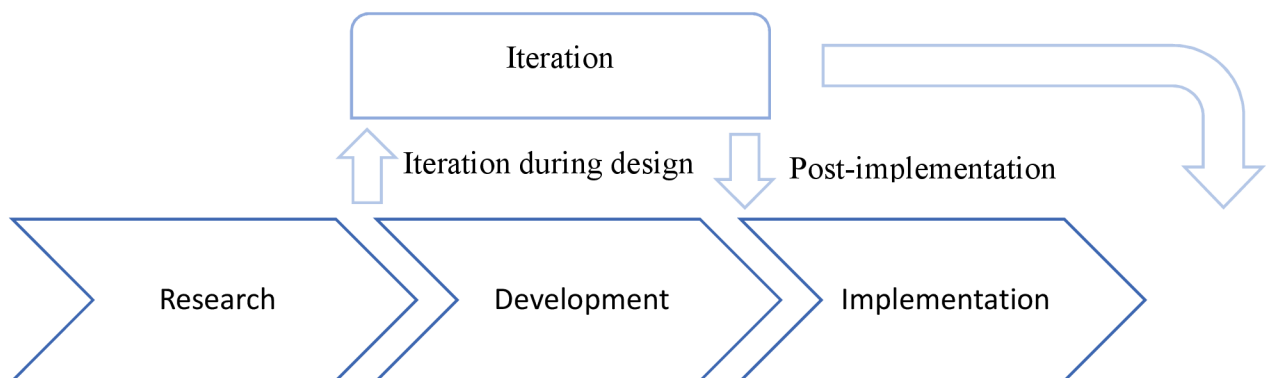 Iteration
Iteration during design
Post-implementation
Research
Development
Implementation